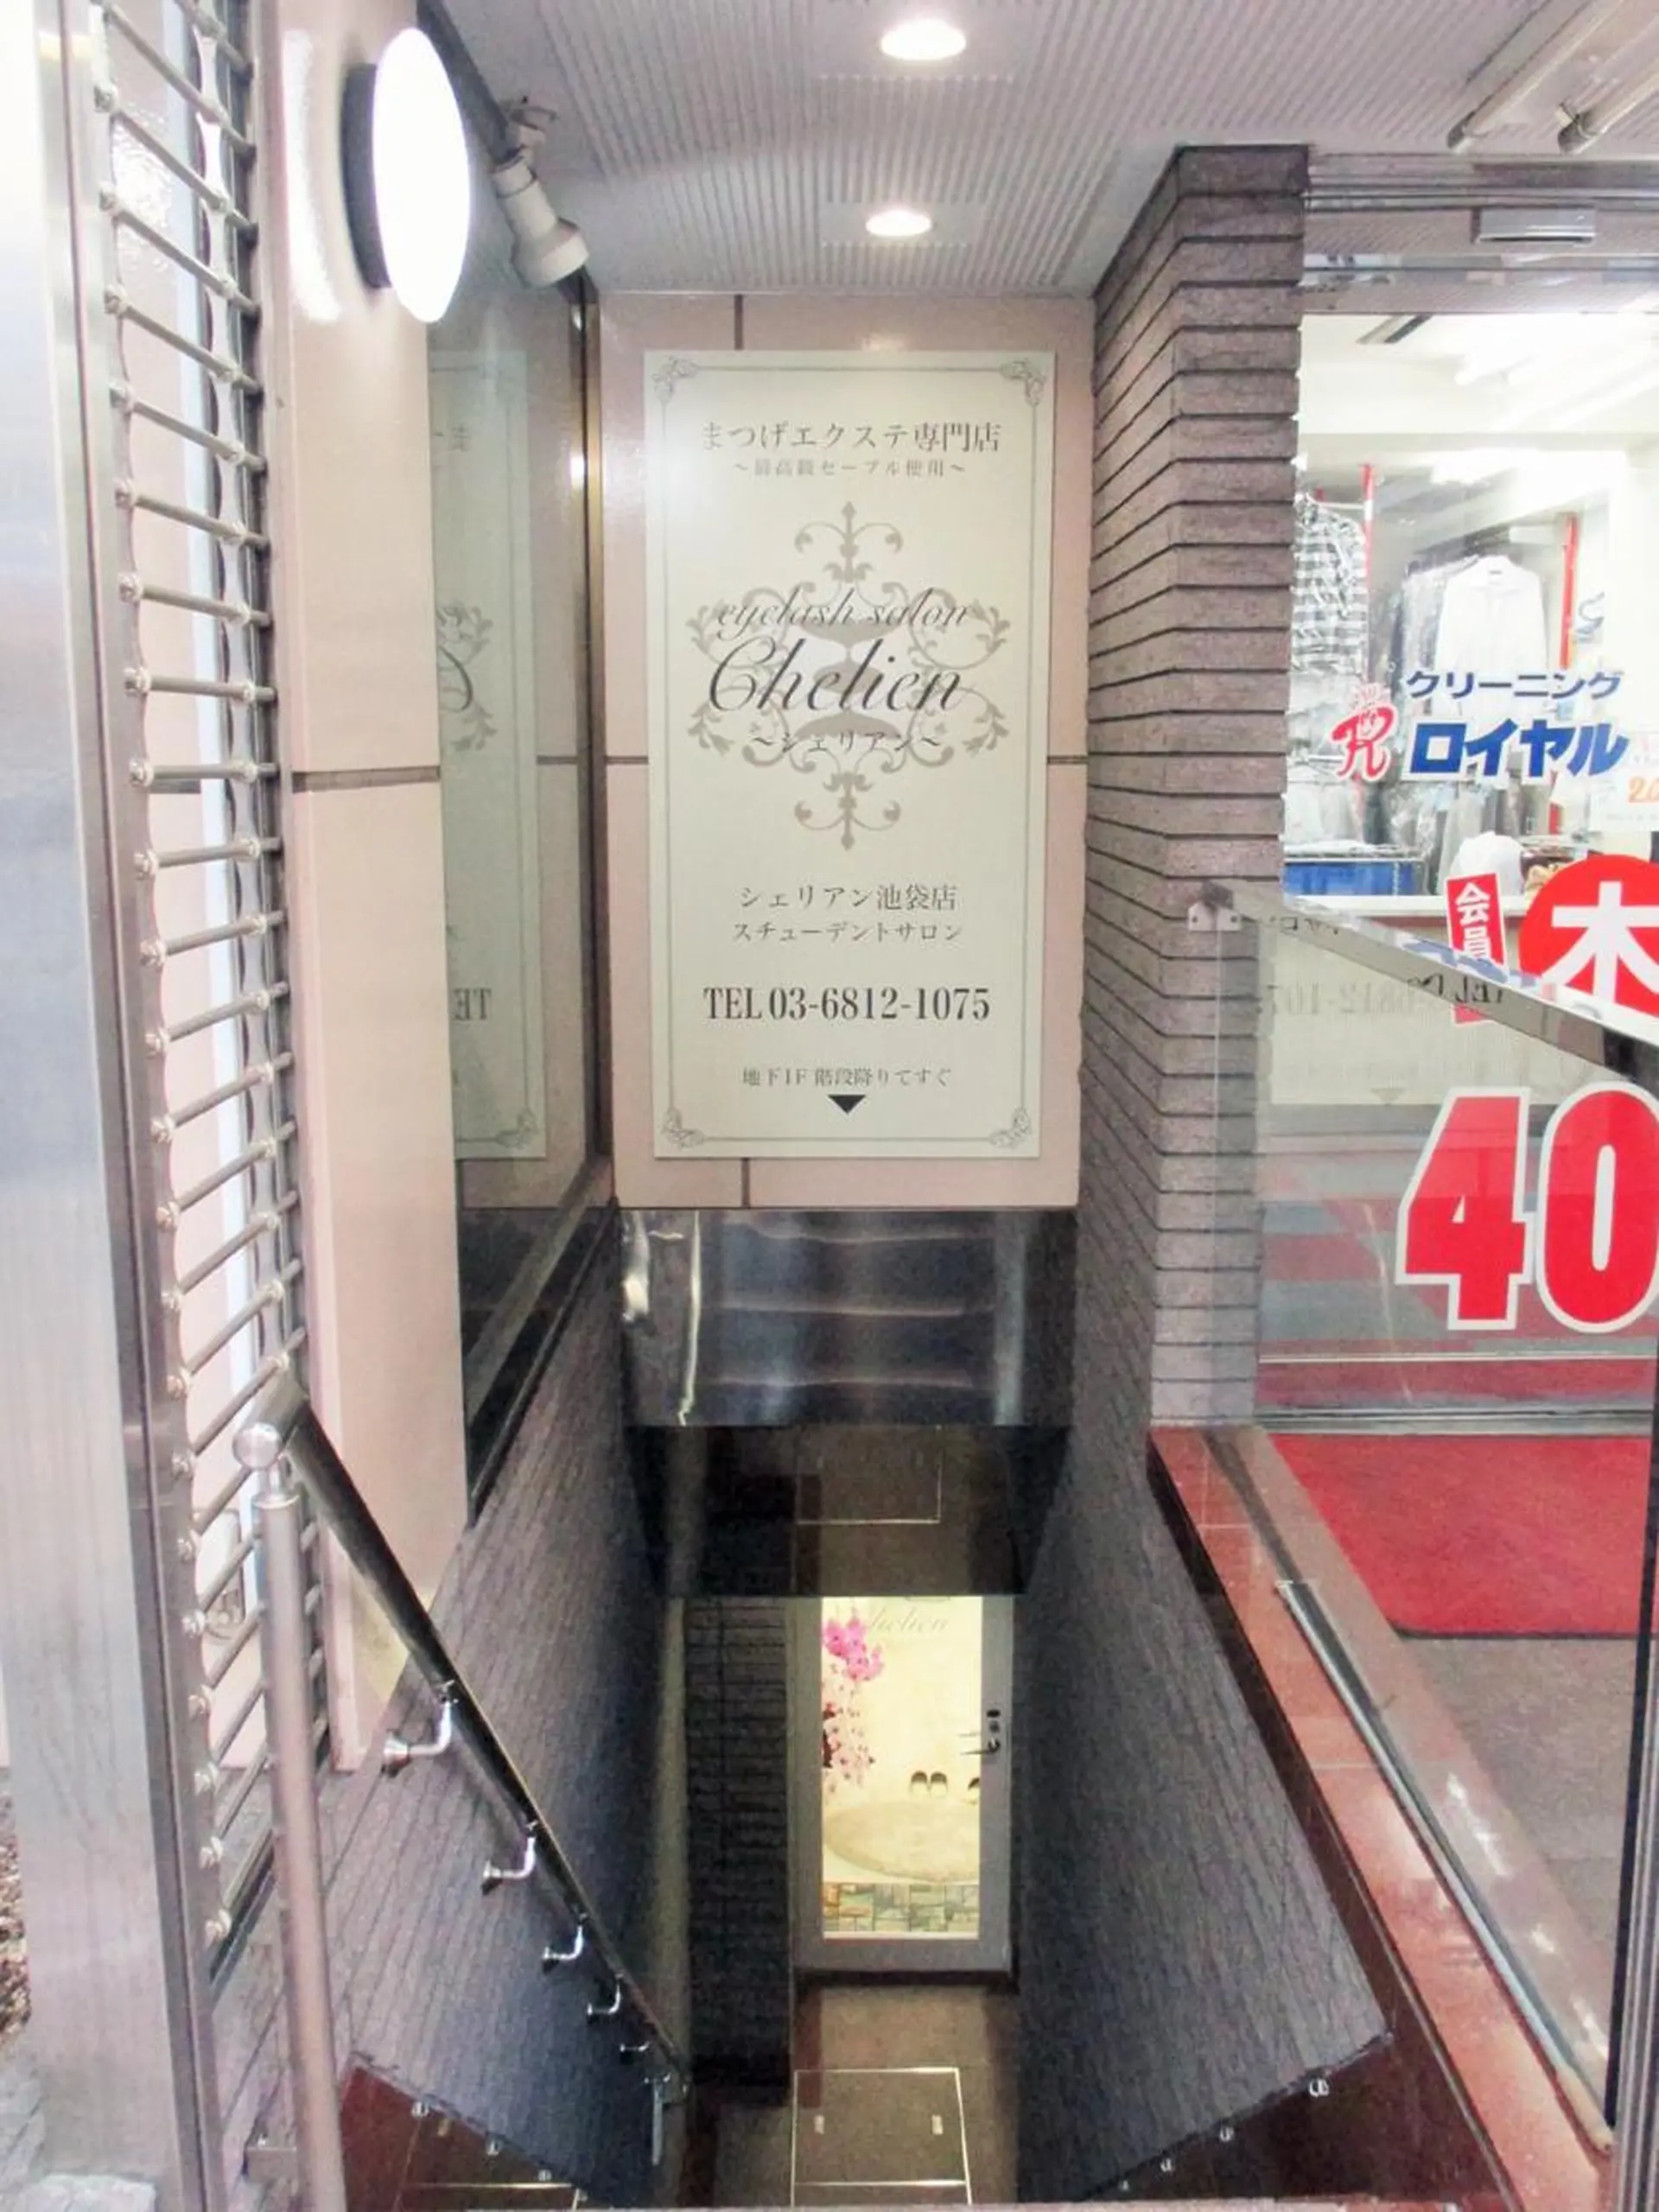 まつげエクステ専門店
～最高級セーブル使用～
eyelash salon
Chelien
～シェリアン～
シェリアン池袋店
スチューデントサロン
TEL 03-6812-1075
地下1F 階段降りてすぐ
クリーニング
R ロイヤル
会員
木
40
Chelien